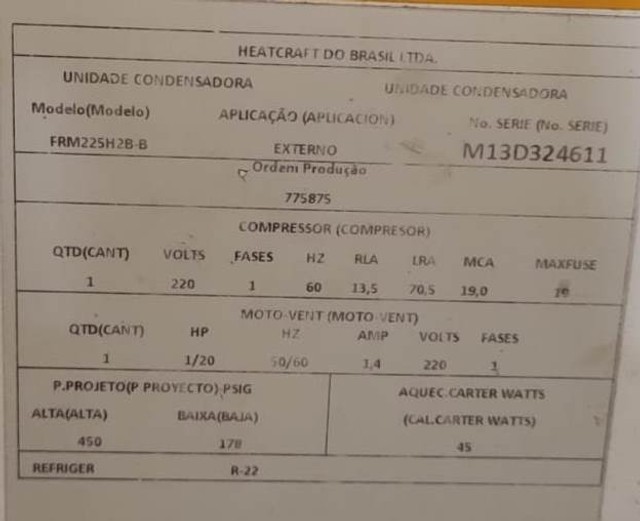 HEATCRAFT DO BRASIL LTDA.
UNIDADE CONDENSADORA UNIDADE CONDENSADORA
Modelo(Modelo) APLICAÇÃO (APLICACION) No. SERIE (No. SERIE)
FRM225H2B-B EXTERNO M13D324611
Ordem Produção
775875
COMPRESSOR (COMPRESOR)
QTD(CANT) VOLTS FASES HZ RLA LRA MCA MAXFUSE
1 220 1 60 13,5 70,5 19,0
MOTO-VENT (MOTO-VENT)
QTD(CANT) HP HZ AMP VOLTS FASES
1 1/20 50/60 1,4 220 1
P.PROJETO(P PROYECTO)-PSIG AQUEC.CARTER WATTS
ALTA(ALTA) BAIXA(BAJA) (CAL.CARTER WATTS)
450 178 45
REFRIGER R-22